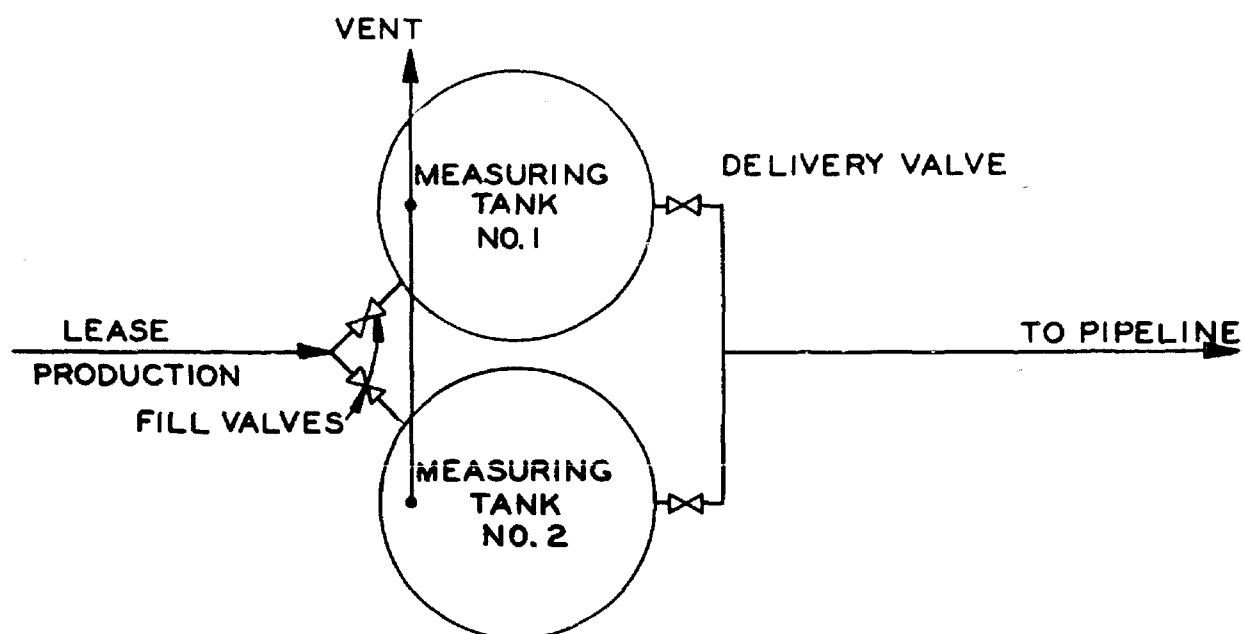 VENT
MEASURING
TANK
NO. 1
DELIVERY VALVE
LEASE
PRODUCTION
FILL VALVES
TO PIPELINE
MEASURING
TANK
NO. 2